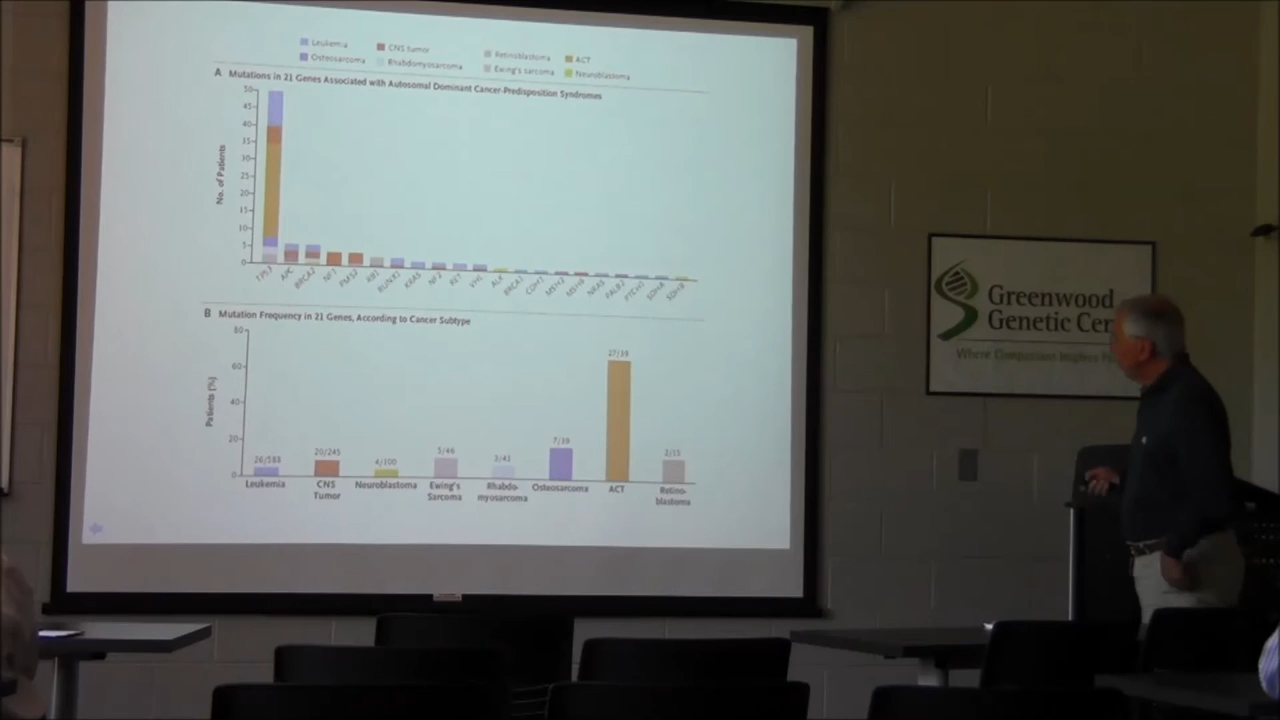 Leukemia CNS tumor Retinoblastoma ACT
Osteosarcoma Rhabdomyosarcoma Ewing's sarcoma Neuroblastoma
A Mutations in 21 Genes Associated with Autosomal Dominant Cancer-Predisposition Syndromes
50
45
40
35
30
25
20
15
10
5
0
No. of Patients
TP53 APC BRCA2 NF1 PMS2 RB1 RUNX1 KRAS NF2 RET VHL ALK BRCA1 CDH1 MSH2 MSH6 NRAS PALB2 PTCH1 SDHA SDHB
B Mutation Frequency in 21 Genes, According to Cancer Subtype
80
60
40
20
0
Patients (%)
26/588 20/245 4/100 5/46 3/43 7/39 27/39 2/15
Leukemia CNS Tumor Neuroblastoma Ewing's Sarcoma Rhabdo-myosarcoma Osteosarcoma ACT Retino-blastoma
Greenwood
Genetic Cen
Where Compassion Inspires